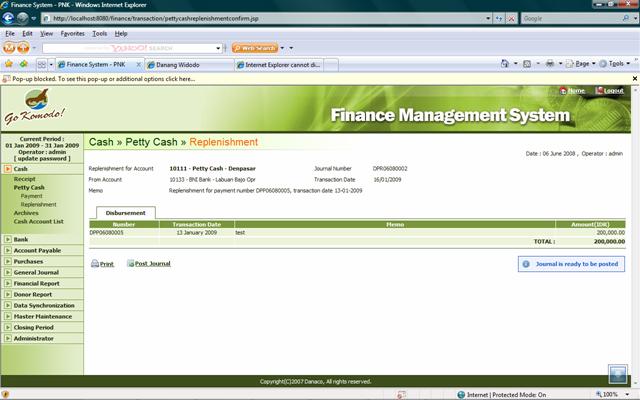 Finance System - PNK - Windows Internet Explorer
http://localhost:8080/finance/transaction/pettycashreplenishmentconfirm.jsp
Google
File Edit View Favorites Tools Help
YAHOO! SEARCH
Web Search
Finance System - PNK
Danang Widodo
Internet Explorer cannot di...
Page
Tools
Pop-up blocked. To see this pop-up or additional options click here...
Home Logout
Go Komodo!
Finance Management System
Current Period :
01 Jan 2009 - 31 Jan 2009
Operator : admin
[ update password ]
Cash
Receipt
Petty Cash
Payment
Replenishment
Archives
Cash Account List
Bank
Account Payable
Purchases
General Journal
Financial Report
Donor Report
Data Synchronization
Master Maintenance
Closing Period
Administrator
Cash » Petty Cash » Replenishment
Date : 06 June 2008 , Operator : admin
Replenishment for Account 10111 - Petty Cash - Denpasar Journal Number DPR06080002
From Account 10133 - BNI Bank - Labuan Bajo Opr Transaction Date 16/01/2009
Memo Replenishment for payment number DPP06080005, transaction date 13-01-2009
Disbursement
Number Transaction Date Memo Amount(IDR)
DPP06080005 13 January 2009 test 200,000.00
TOTAL : 200,000.00
Print Post Journal
Journal is ready to be posted
Copyright(C)2007 Danaco, All rights reserved.
Internet | Protected Mode: On
100%